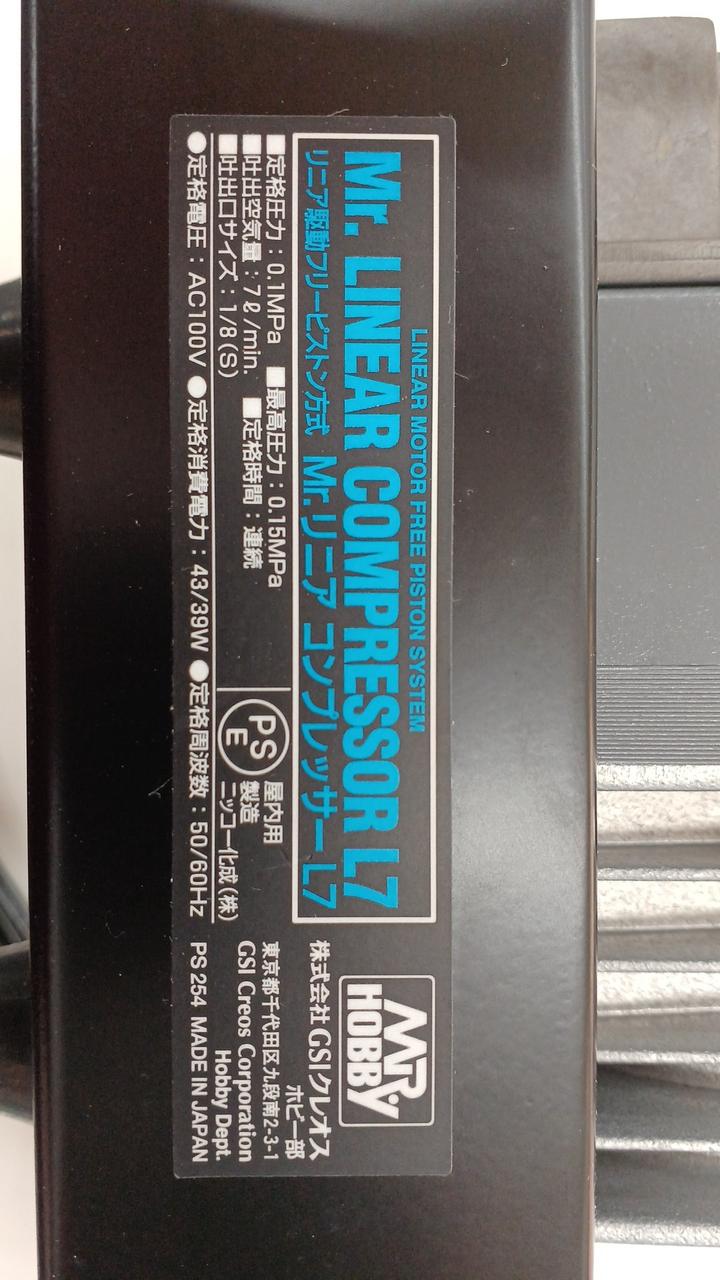 LINEAR MOTOR FREE PISTON SYSTEM
Mr. LINEAR COMPRESSOR L7
リニア駆動フリーピストン方式 Mr.リニア コンプレッサー L7
■定格圧力：0.1MPa ■最高圧力：0.15MPa
■吐出空気量：7ℓ/min. ■定格時間：連続
■吐出口サイズ：1/8(S)
PS
E
屋内用
製造
ニッコー化成(株)
●定格電圧：AC100V ●定格消費電力：43/39W ●定格周波数：50/60Hz
MR.
HOBBY
株式会社 GSIクレオス
ホビー部
東京都千代田区九段南2-3-1
GSI Creos Corporation
Hobby Dept.
PS 254 MADE IN JAPAN